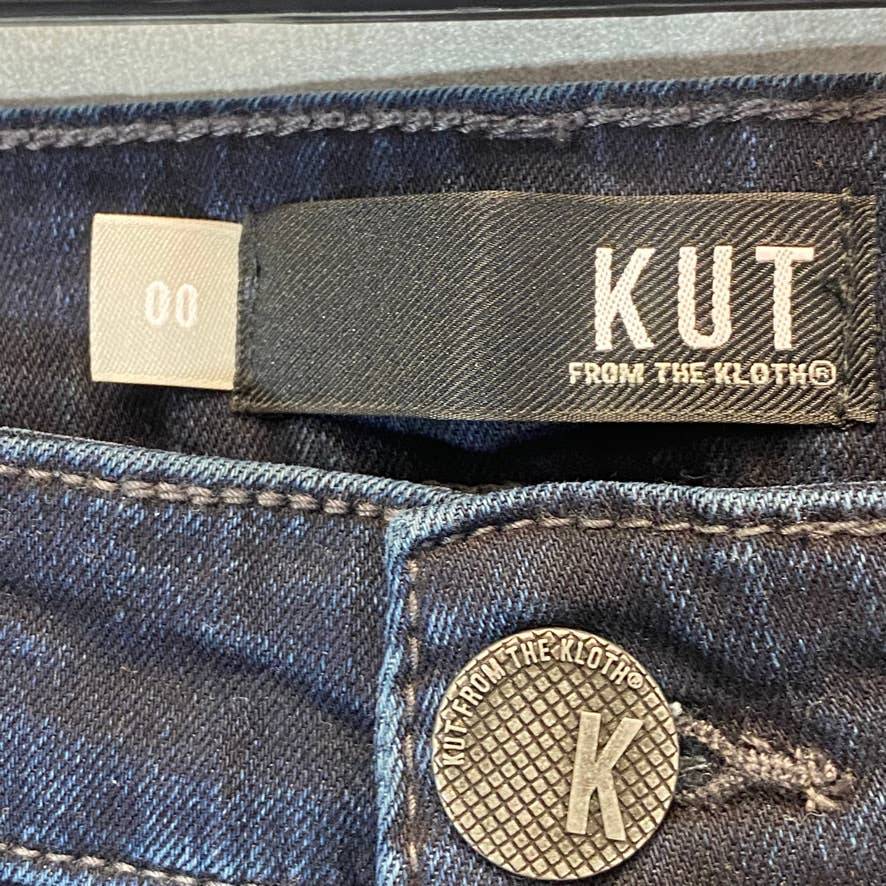 00
KUT
FROM THE KLOTH®
KUT FROM THE KLOTH®
K